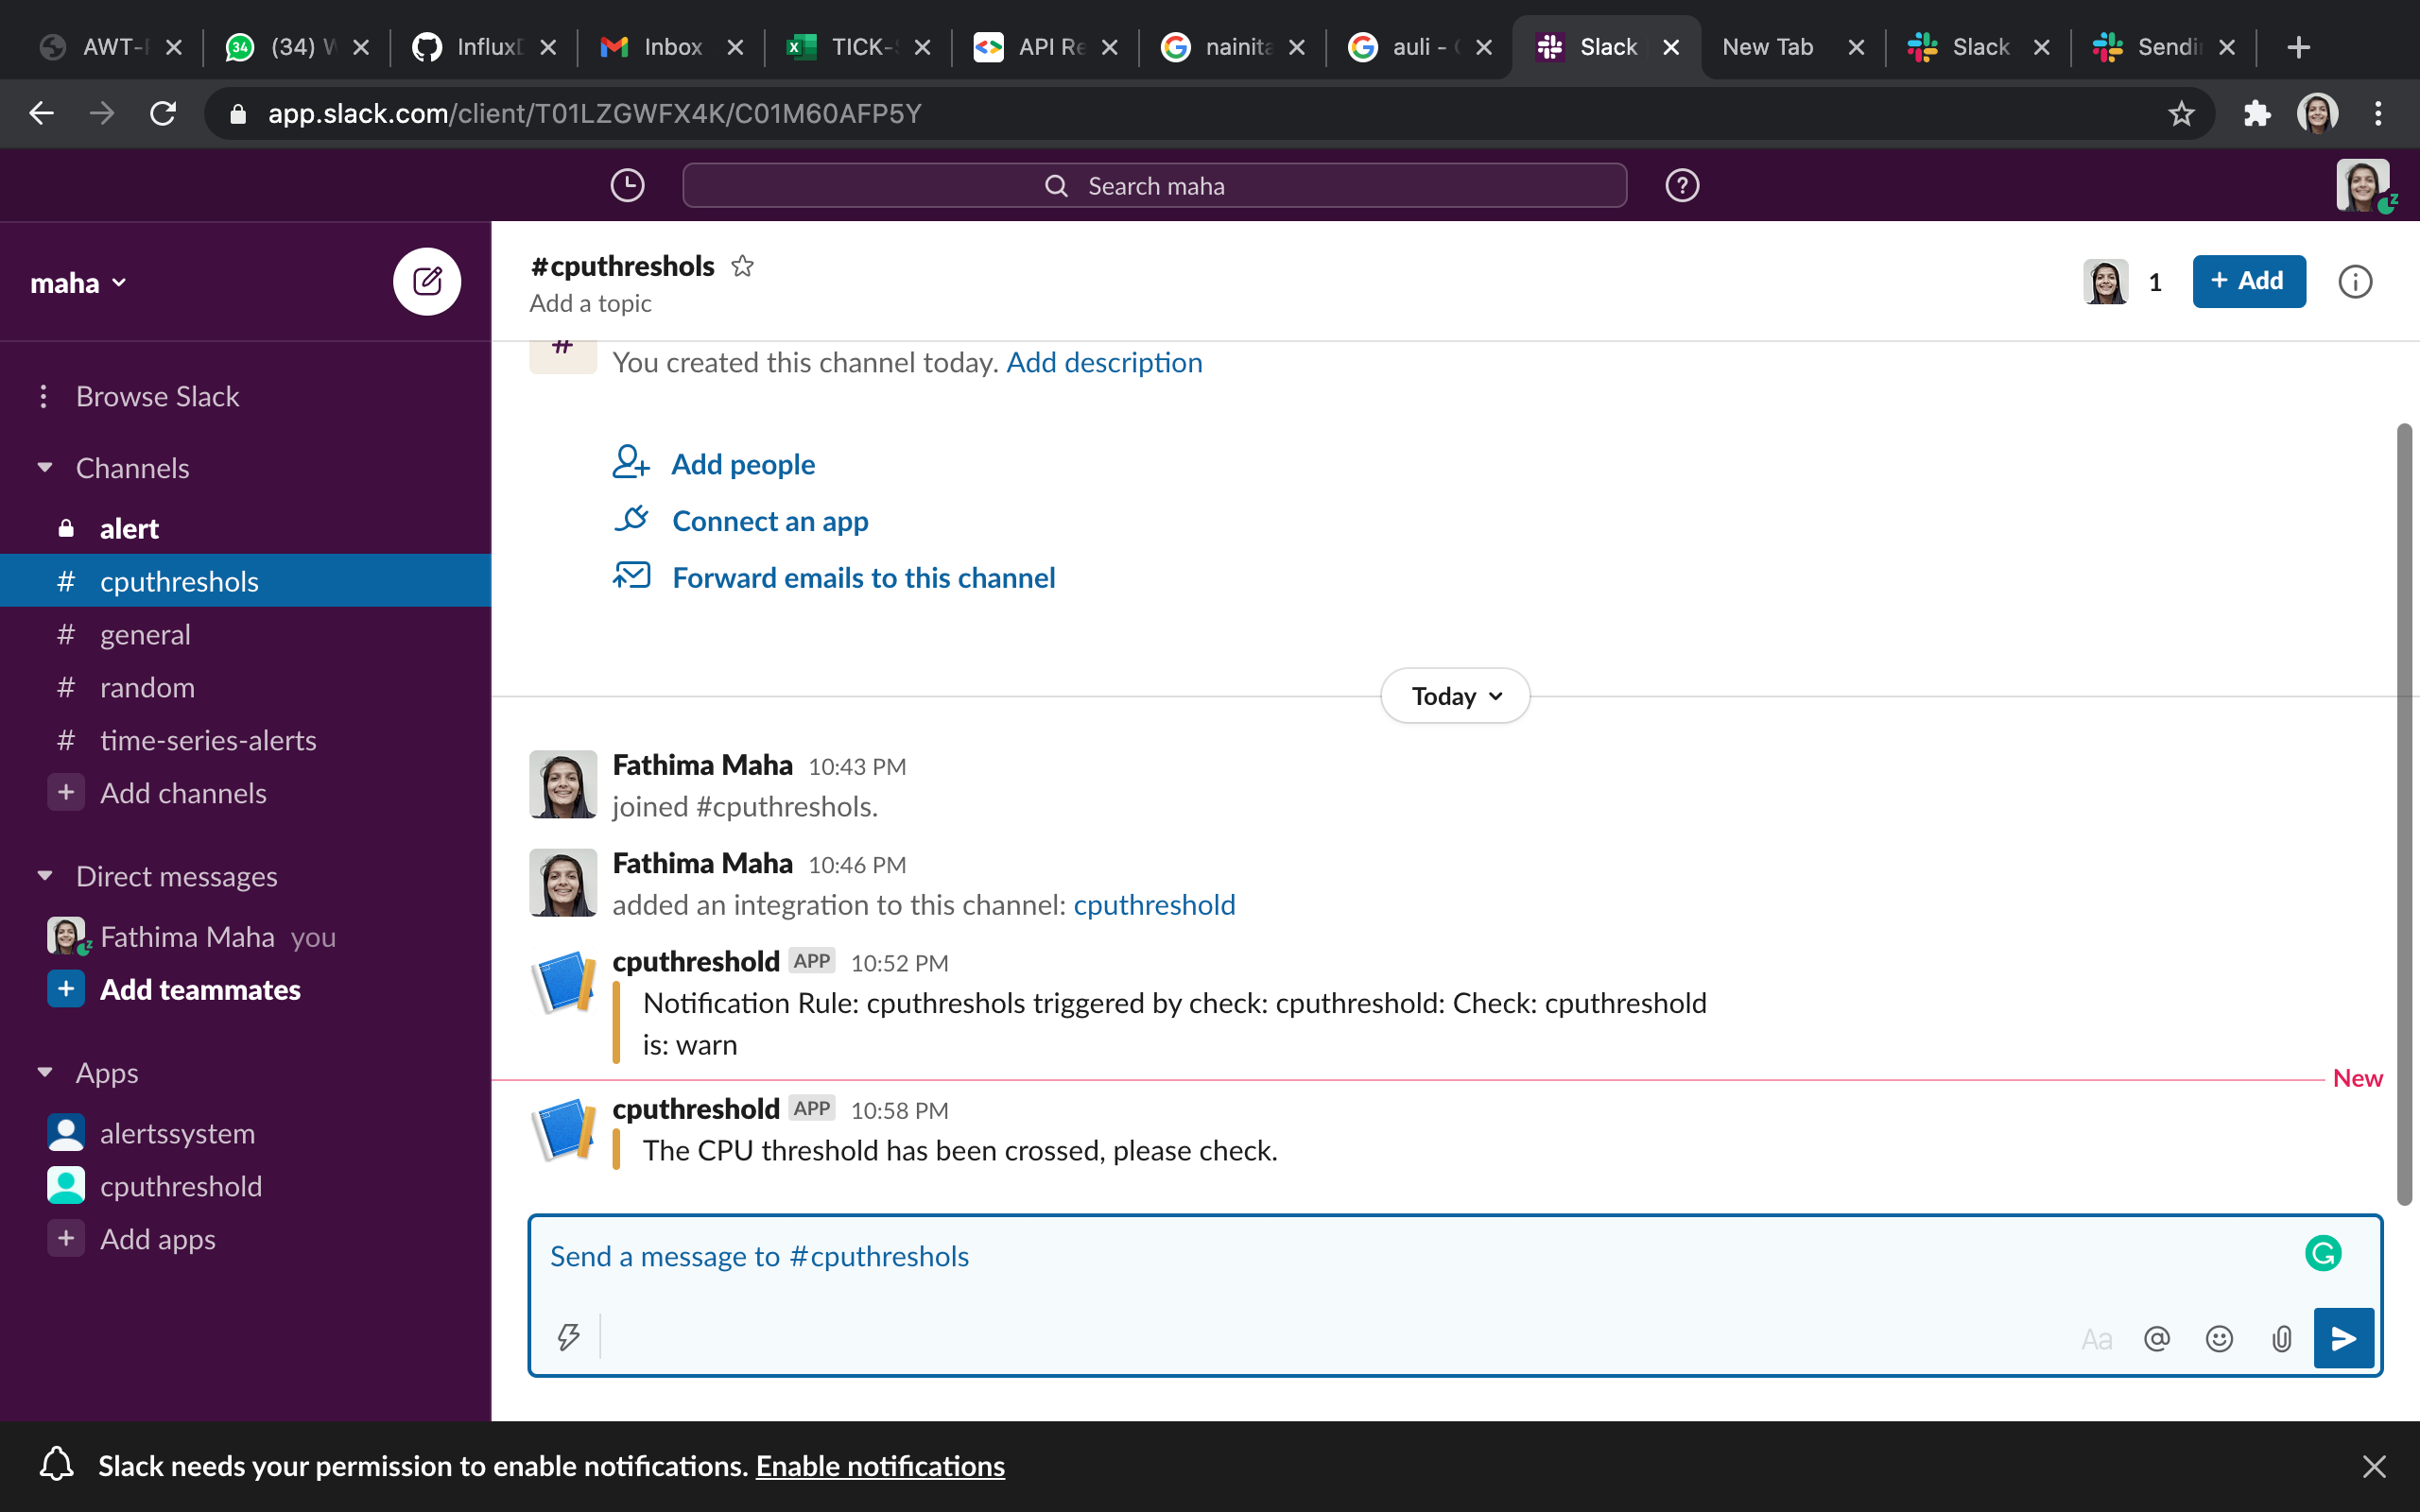 AWT-
34
(34) W
InfluxD
Inbox
TICK-
API Re
nainita
auli -
Slack
New Tab
Slack
Sendin
app.slack.com/client/T01LZGWFX4K/C01M60AFP5Y
Search maha
maha
Browse Slack
Channels
alert
# cputhreshols
# general
# random
# time-series-alerts
+ Add channels
Direct messages
Fathima Maha you
+ Add teammates
Apps
alertssystem
cputhreshold
+ Add apps
#cputhreshols
Add a topic
1
+ Add
#
You created this channel today. Add description
Add people
Connect an app
Forward emails to this channel
Today
Fathima Maha 10:43 PM
joined #cputhreshols.
Fathima Maha 10:46 PM
added an integration to this channel: cputhreshold
cputhreshold APP 10:52 PM
Notification Rule: cputhreshols triggered by check: cputhreshold: Check: cputhreshold
is: warn
New
cputhreshold APP 10:58 PM
The CPU threshold has been crossed, please check.
Send a message to #cputhreshols
Aa
Slack needs your permission to enable notifications. Enable notifications